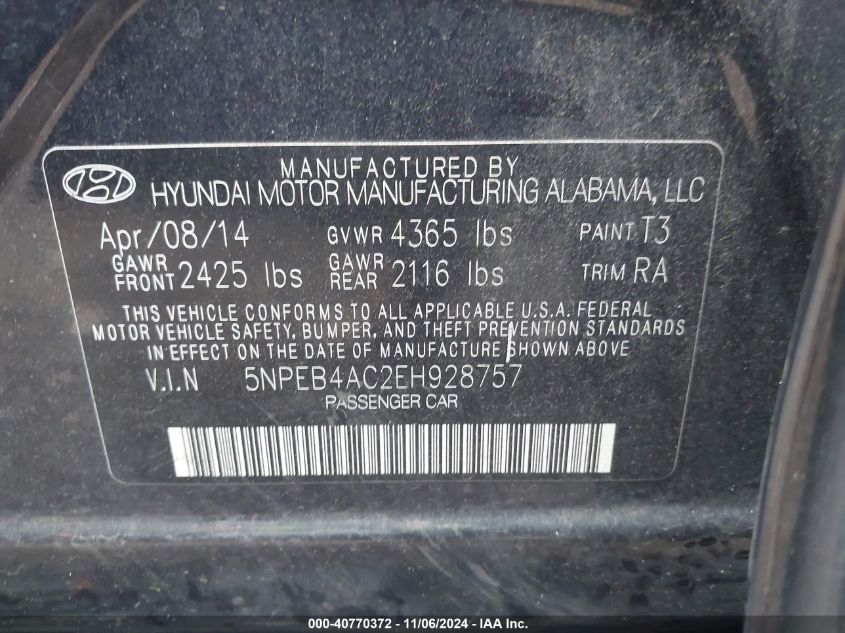 MANUFACTURED BY
HYUNDAI MOTOR MANUFACTURING ALABAMA, LLC
Apr/08/14 GVWR 4365 lbs PAINT T3
GAWR FRONT 2425 lbs GAWR REAR 2116 lbs TRIM RA
THIS VEHICLE CONFORMS TO ALL APPLICABLE U.S.A. FEDERAL
MOTOR VEHICLE SAFETY, BUMPER, AND THEFT PREVENTION STANDARDS
IN EFFECT ON THE DATE OF MANUFACTURE SHOWN ABOVE
V.I.N 5NPEB4AC2EH928757
PASSENGER CAR
000-40770372 - 11/06/2024 - IAA Inc.